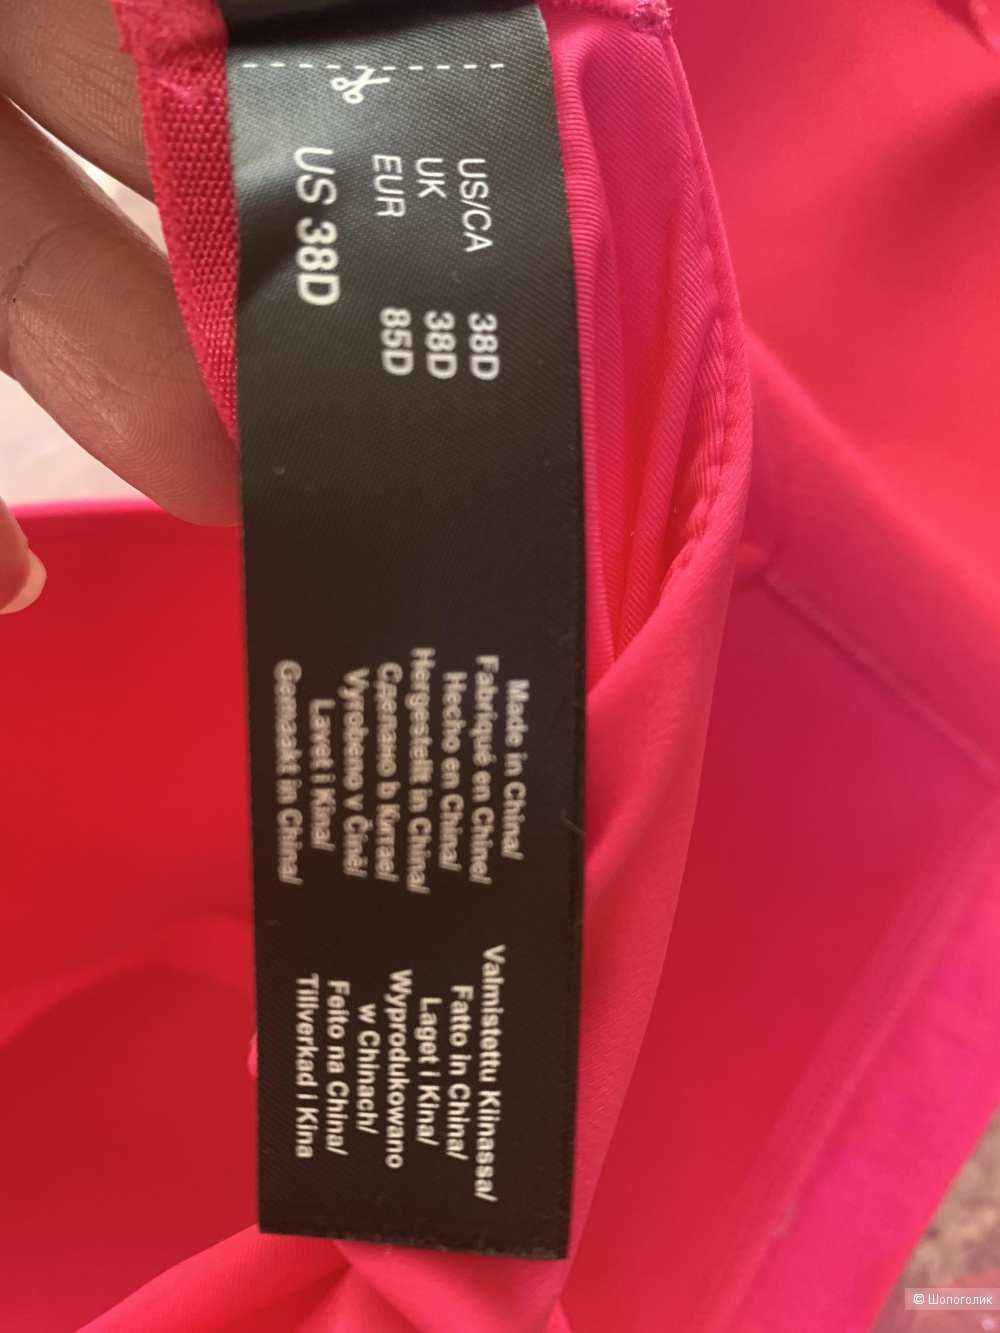 US/CA 38D
UK 38D
EUR 85D
US 38D
Made in China/
Fabriqué en Chine/
Hecho en China/
Hergestellt in China/
Сделано в Китае/
Vyrobeno v Číně/
Lavet i Kina/
Gemaakt in China/
Valmistettu Kiinassa/
Fatto in China/
Laget i Kina/
Wyprodukowano
w Chinach/
Feito na China/
Tillverkad i Kina
© Шопоголик